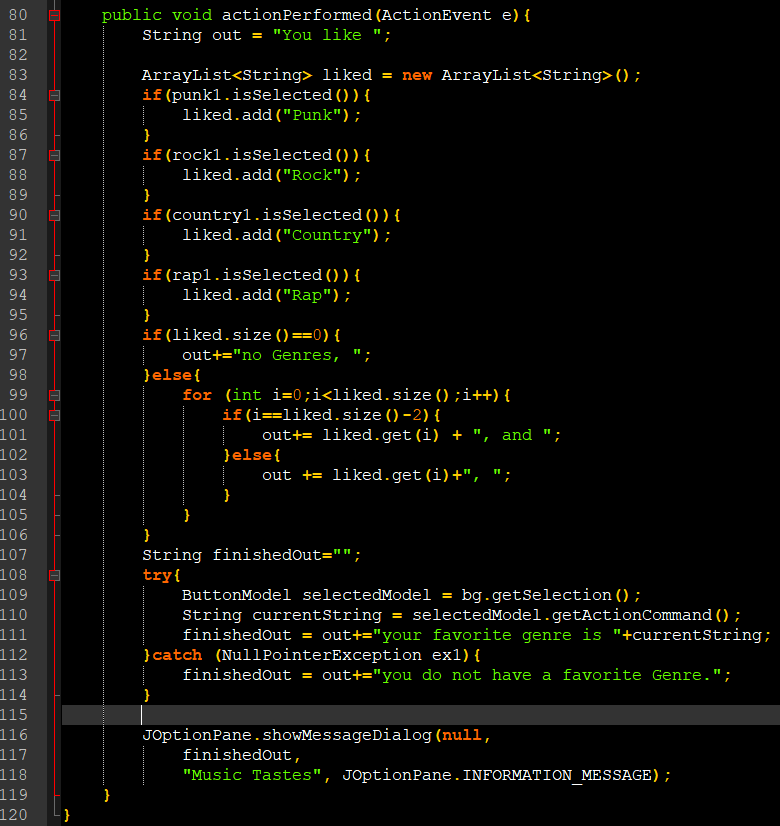 80 public void actionPerformed(ActionEvent e){
81 String out = "You like ";
82
83 ArrayList<String> liked = new ArrayList<String>();
84 if(punk1.isSelected()){
85 liked.add("Punk");
86 }
87 if(rock1.isSelected()){
88 liked.add("Rock");
89 }
90 if(country1.isSelected()){
91 liked.add("Country");
92 }
93 if(rap1.isSelected()){
94 liked.add("Rap");
95 }
96 if(liked.size()==0){
97 out+="no Genres, ";
98 }else{
99 for (int i=0;i<liked.size();i++){
100 if(i==liked.size()-2){
101 out+= liked.get(i) + ", and ";
102 }else{
103 out += liked.get(i)+", ";
104 }
105 }
106 }
107 String finishedOut="";
108 try{
109 ButtonModel selectedModel = bg.getSelection();
110 String currentString = selectedModel.getActionCommand();
111 finishedOut = out+="your favorite genre is "+currentString;
112 }catch (NullPointerException ex1){
113 finishedOut = out+="you do not have a favorite Genre.";
114 }
115
116 JOptionPane.showMessageDialog(null,
117 finishedOut,
118 "Music Tastes", JOptionPane.INFORMATION_MESSAGE);
119 }
120 }